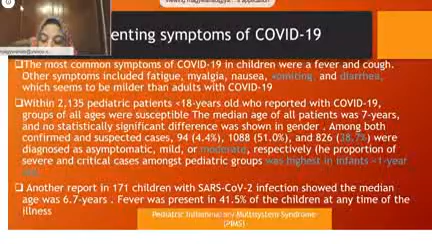 enting symptoms of COVID-19
The most common symptoms of COVID-19 in children were a fever and cough.
Other symptoms included fatigue, myalgia, nausea, vomiting, and diarrhea,
which seems to be milder than adults with COVID-19
Within 2,135 pediatric patients <18-years old who reported with COVID-19,
groups of all ages were susceptible The median age of all patients was 7-years,
and no statistically significant difference was shown in gender . Among both
confirmed and suspected cases, 94 (4.4%), 1088 (51.0%), and 826 (38.7%) were
diagnosed as asymptomatic, mild, or moderate, respectively (he proportion of
severe and critical cases amongst pediatric groups was highest in infants <1-year
Another report in 171 children with SARS-CoV-2 infection showed the median
age was 6.7-years . Fever was present in 41.5% of the children at any time of the
illness
Pediatric Inflammatory Multisystem Syndrome
(PIMS)